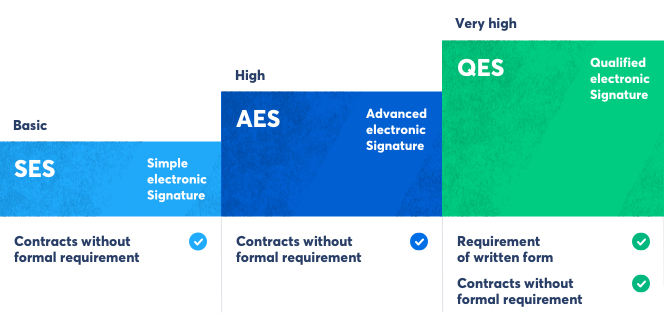 Very high
High
Basic
SES
Simple
electronic
Signature
AES
Advanced
electronic
Signature
QES
Qualified
electronic
Signature
Contracts without
formal requirement
Contracts without
formal requirement
Requirement
of written form
Contracts without
formal requirement